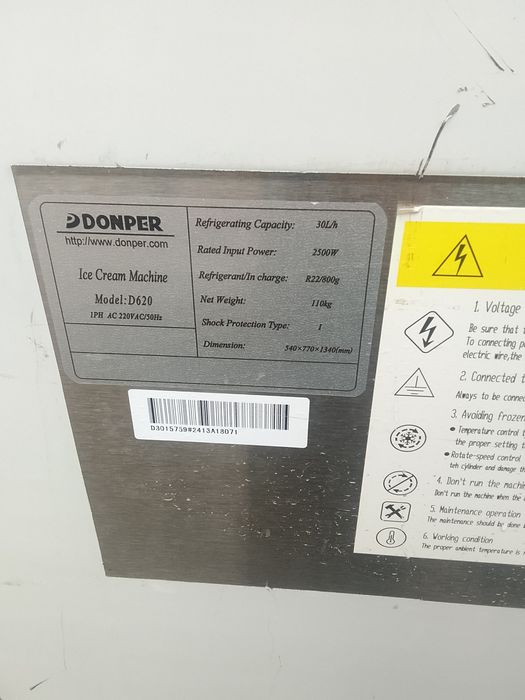 DONPER
http://www.donper.com
Ice Cream Machine
Model:D620
1PH AC 220VAC/50Hz
Refrigerating Capacity: 30L/h
Rated Input Power: 2500W
Refrigerant/In charge: R22/800g
Net Weight: 110kg
Shock Protection Type: I
Dimension: 540×770×1340(mm)
D3015759#2413A18071
1. Voltage
Be sure that
To connecting
electric wire,the
2. Connected
Always to be
3. Avoiding frozen
• Temperature control
the proper setting
• Rotate-speed control
teh cylinder and damage
4. Don't run the
Don't run the machine when the
5. Maintenance operation
The maintenance should be done
6. Working condition
The proper ambient temperature is